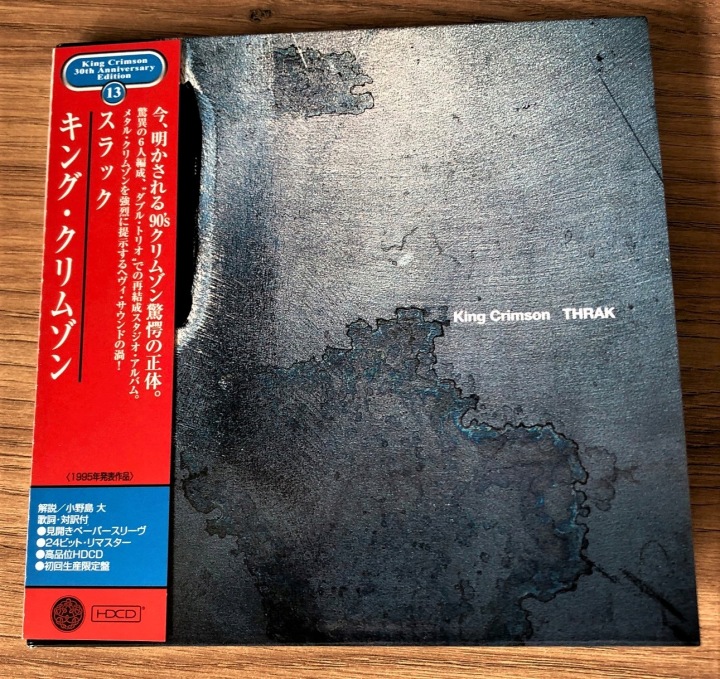 King Crimson
30th Anniversary
Edition
13
今、明かされる90'sクリムゾン驚愕の正体。
驚異の6人編成、“ダブル・トリオ”での再結成スタジオ・アルバム。
メタル・クリムゾンを強烈に提示するヘヴィ・サウンドの渦!
スラック
キング・クリムゾン
〈1995年発表作品〉
解説/小野島 大
歌詞・対訳付
●見開きペーパースリーヴ
●24ビット・リマスター
●高品位HDCD
●初回生産限定盤
HDCD®
King Crimson THRAK